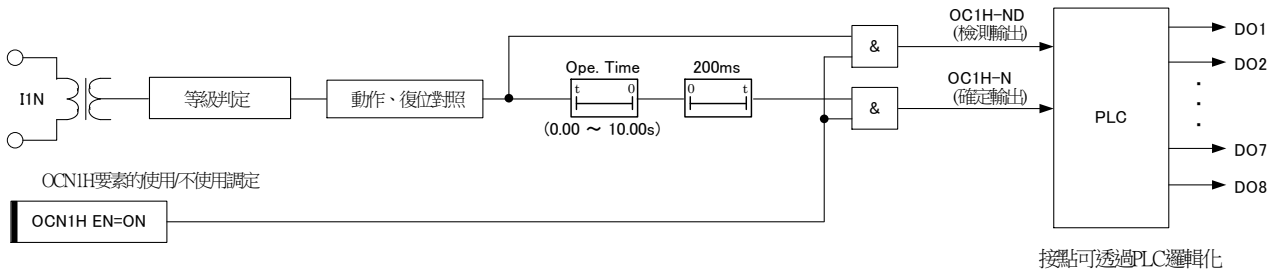 OC1H-ND
(檢測輸出)
DO1
&
Ope. Time
200ms
DO2
I1N
等級判定
動作、復位對照
t 0
0 t
OC1H-N
(確定輸出)
&
PLC
(0.00 ～ 10.00s)
DO7
OCN1H要素的使用/不使用調定
DO8
OCN1H EN=ON
接點可透過PLC邏輯化